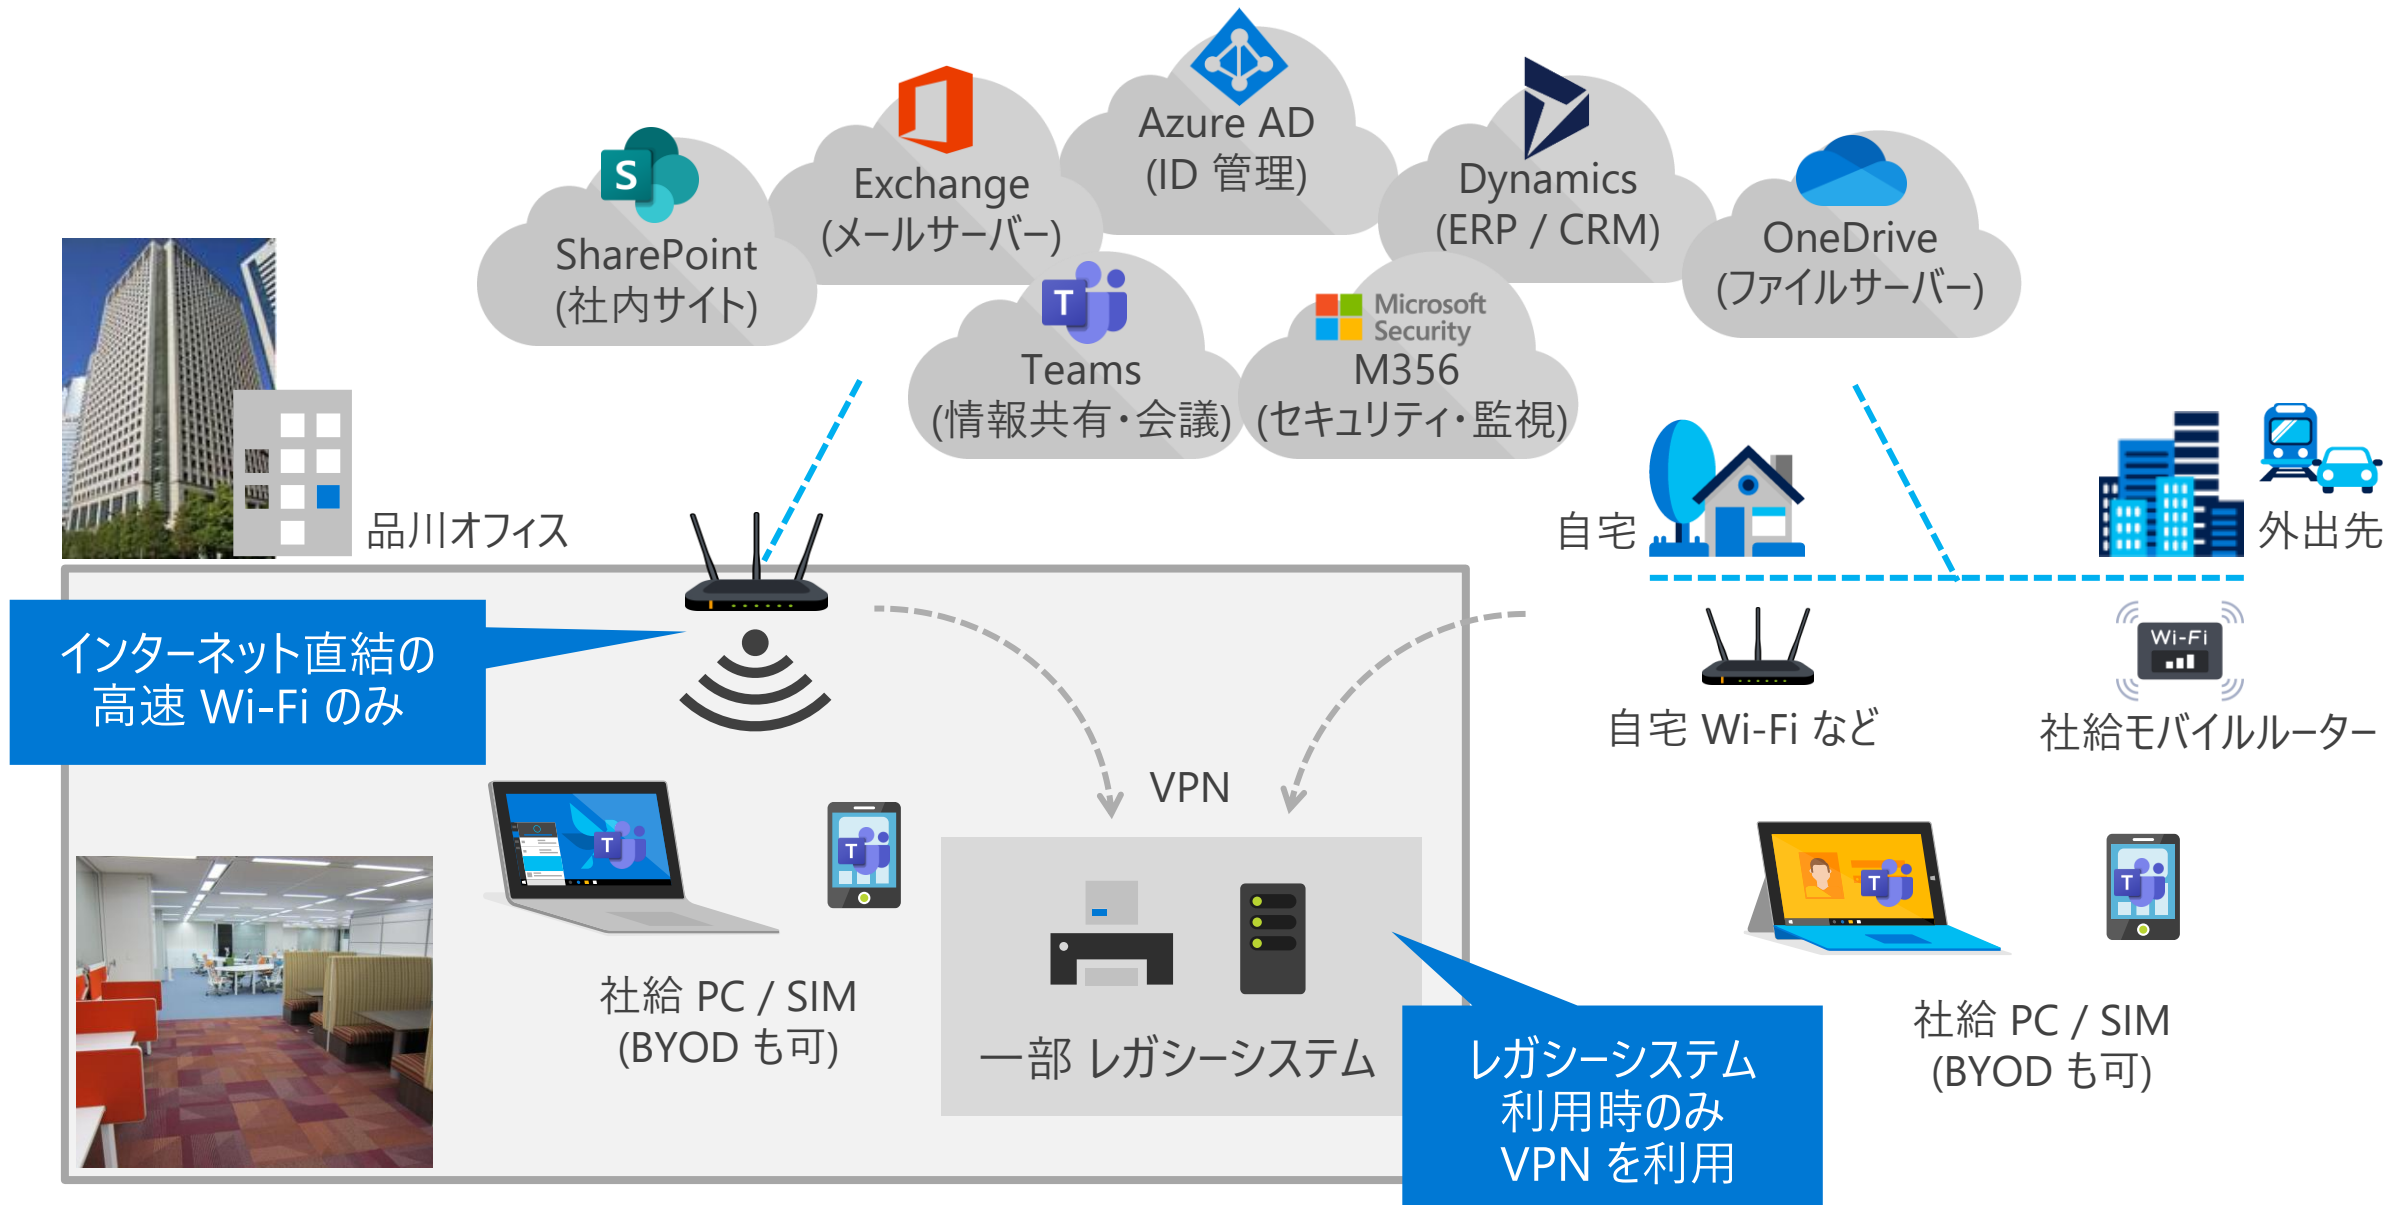 Azure AD
(ID 管理)
Exchange
(メールサーバー)
Dynamics
(ERP / CRM)
S
SharePoint
(社内サイト)
OneDrive
(ファイルサーバー)
T
Teams
(情報共有・会議)
Microsoft
Security
M356
(セキュリティ・監視)
品川オフィス
自宅
外出先
インターネット直結の
高速 Wi-Fi のみ
Wi-Fi
自宅 Wi-Fi など
社給モバイルルーター
VPN
T
T
T
T
社給 PC / SIM
(BYOD も可)
一部 レガシーシステム
レガシーシステム
利用時のみ
VPN を利用
社給 PC / SIM
(BYOD も可)